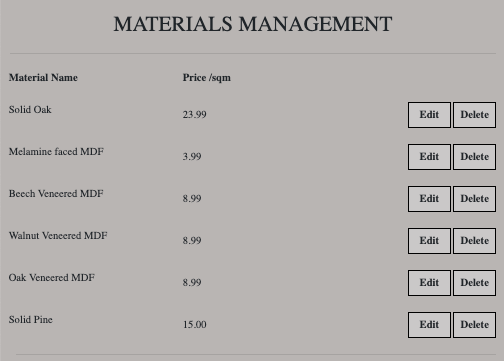 MATERIALS MANAGEMENT
Material Name Price /sqm
Solid Oak 23.99 Edit Delete
Melamine faced MDF 3.99 Edit Delete
Beech Veneered MDF 8.99 Edit Delete
Walnut Veneered MDF 8.99 Edit Delete
Oak Veneered MDF 8.99 Edit Delete
Solid Pine 15.00 Edit Delete